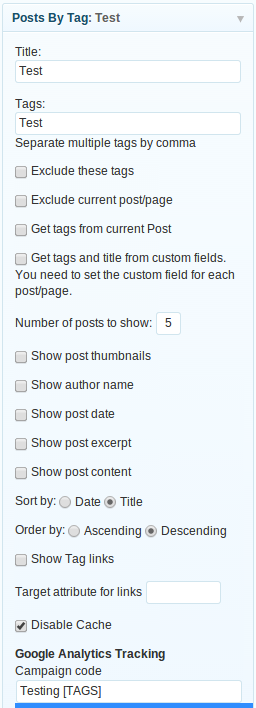 Posts By Tag: Test
Title:
Test
Tags:
Test
Separate multiple tags by comma
Exclude these tags
Exclude current post/page
Get tags from current Post
Get tags and title from custom fields.
You need to set the custom field for each
post/page.
Number of posts to show: 5
Show post thumbnails
Show author name
Show post date
Show post excerpt
Show post content
Sort by: Date Title
Order by: Ascending Descending
Show Tag links
Target attribute for links
Disable Cache
Google Analytics Tracking
Campaign code
Testing [TAGS]